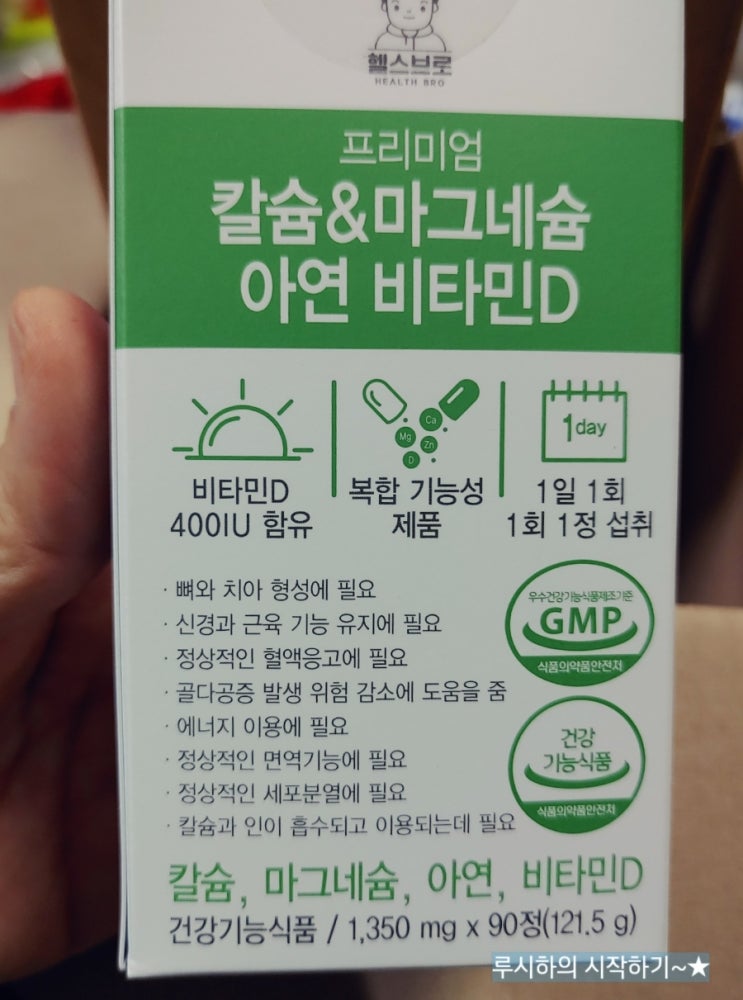 헬스브로
HEALTH BRO
프리미엄
칼슘&마그네슘
아연 비타민D
Ca
Mg
Zn
D
1day
비타민D
400IU 함유
복합 기능성
제품
1일 1회
1회 1정 섭취
· 뼈와 치아 형성에 필요
· 신경과 근육 기능 유지에 필요
· 정상적인 혈액응고에 필요
· 골다공증 발생 위험 감소에 도움을 줌
· 에너지 이용에 필요
· 정상적인 면역기능에 필요
· 정상적인 세포분열에 필요
· 칼슘과 인이 흡수되고 이용되는데 필요
우수건강기능식품제조기준
GMP
식품의약품안전처
건강
기능식품
식품의약품안전처
칼슘, 마그네슘, 아연, 비타민D
건강기능식품 / 1,350 mg x 90정(121.5 g)
루시하의 시작하기~★